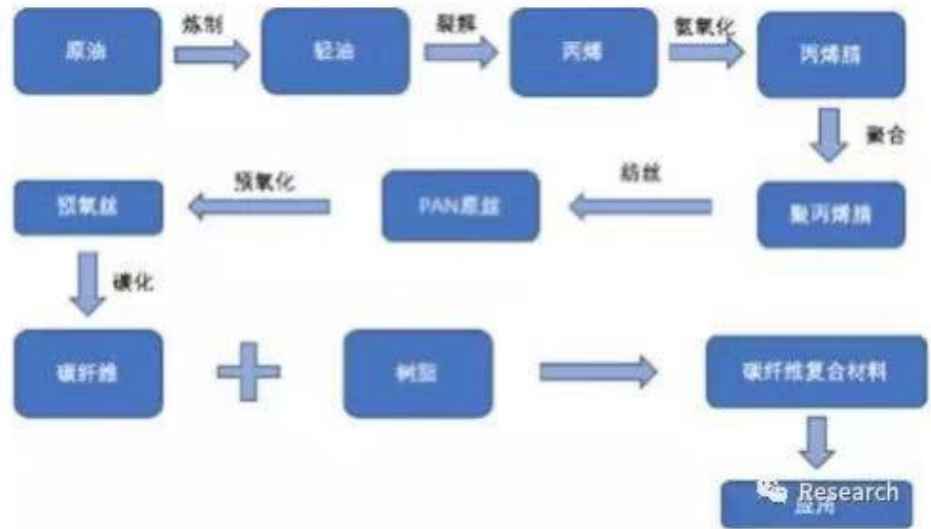 炼制
裂解
氨氧化
原油
轻油
丙烯
丙烯腈
聚合
预氧化
纺丝
预氧丝
PAN原丝
聚丙烯腈
碳化
碳纤维
树脂
碳纤维复合材料
Research
应用